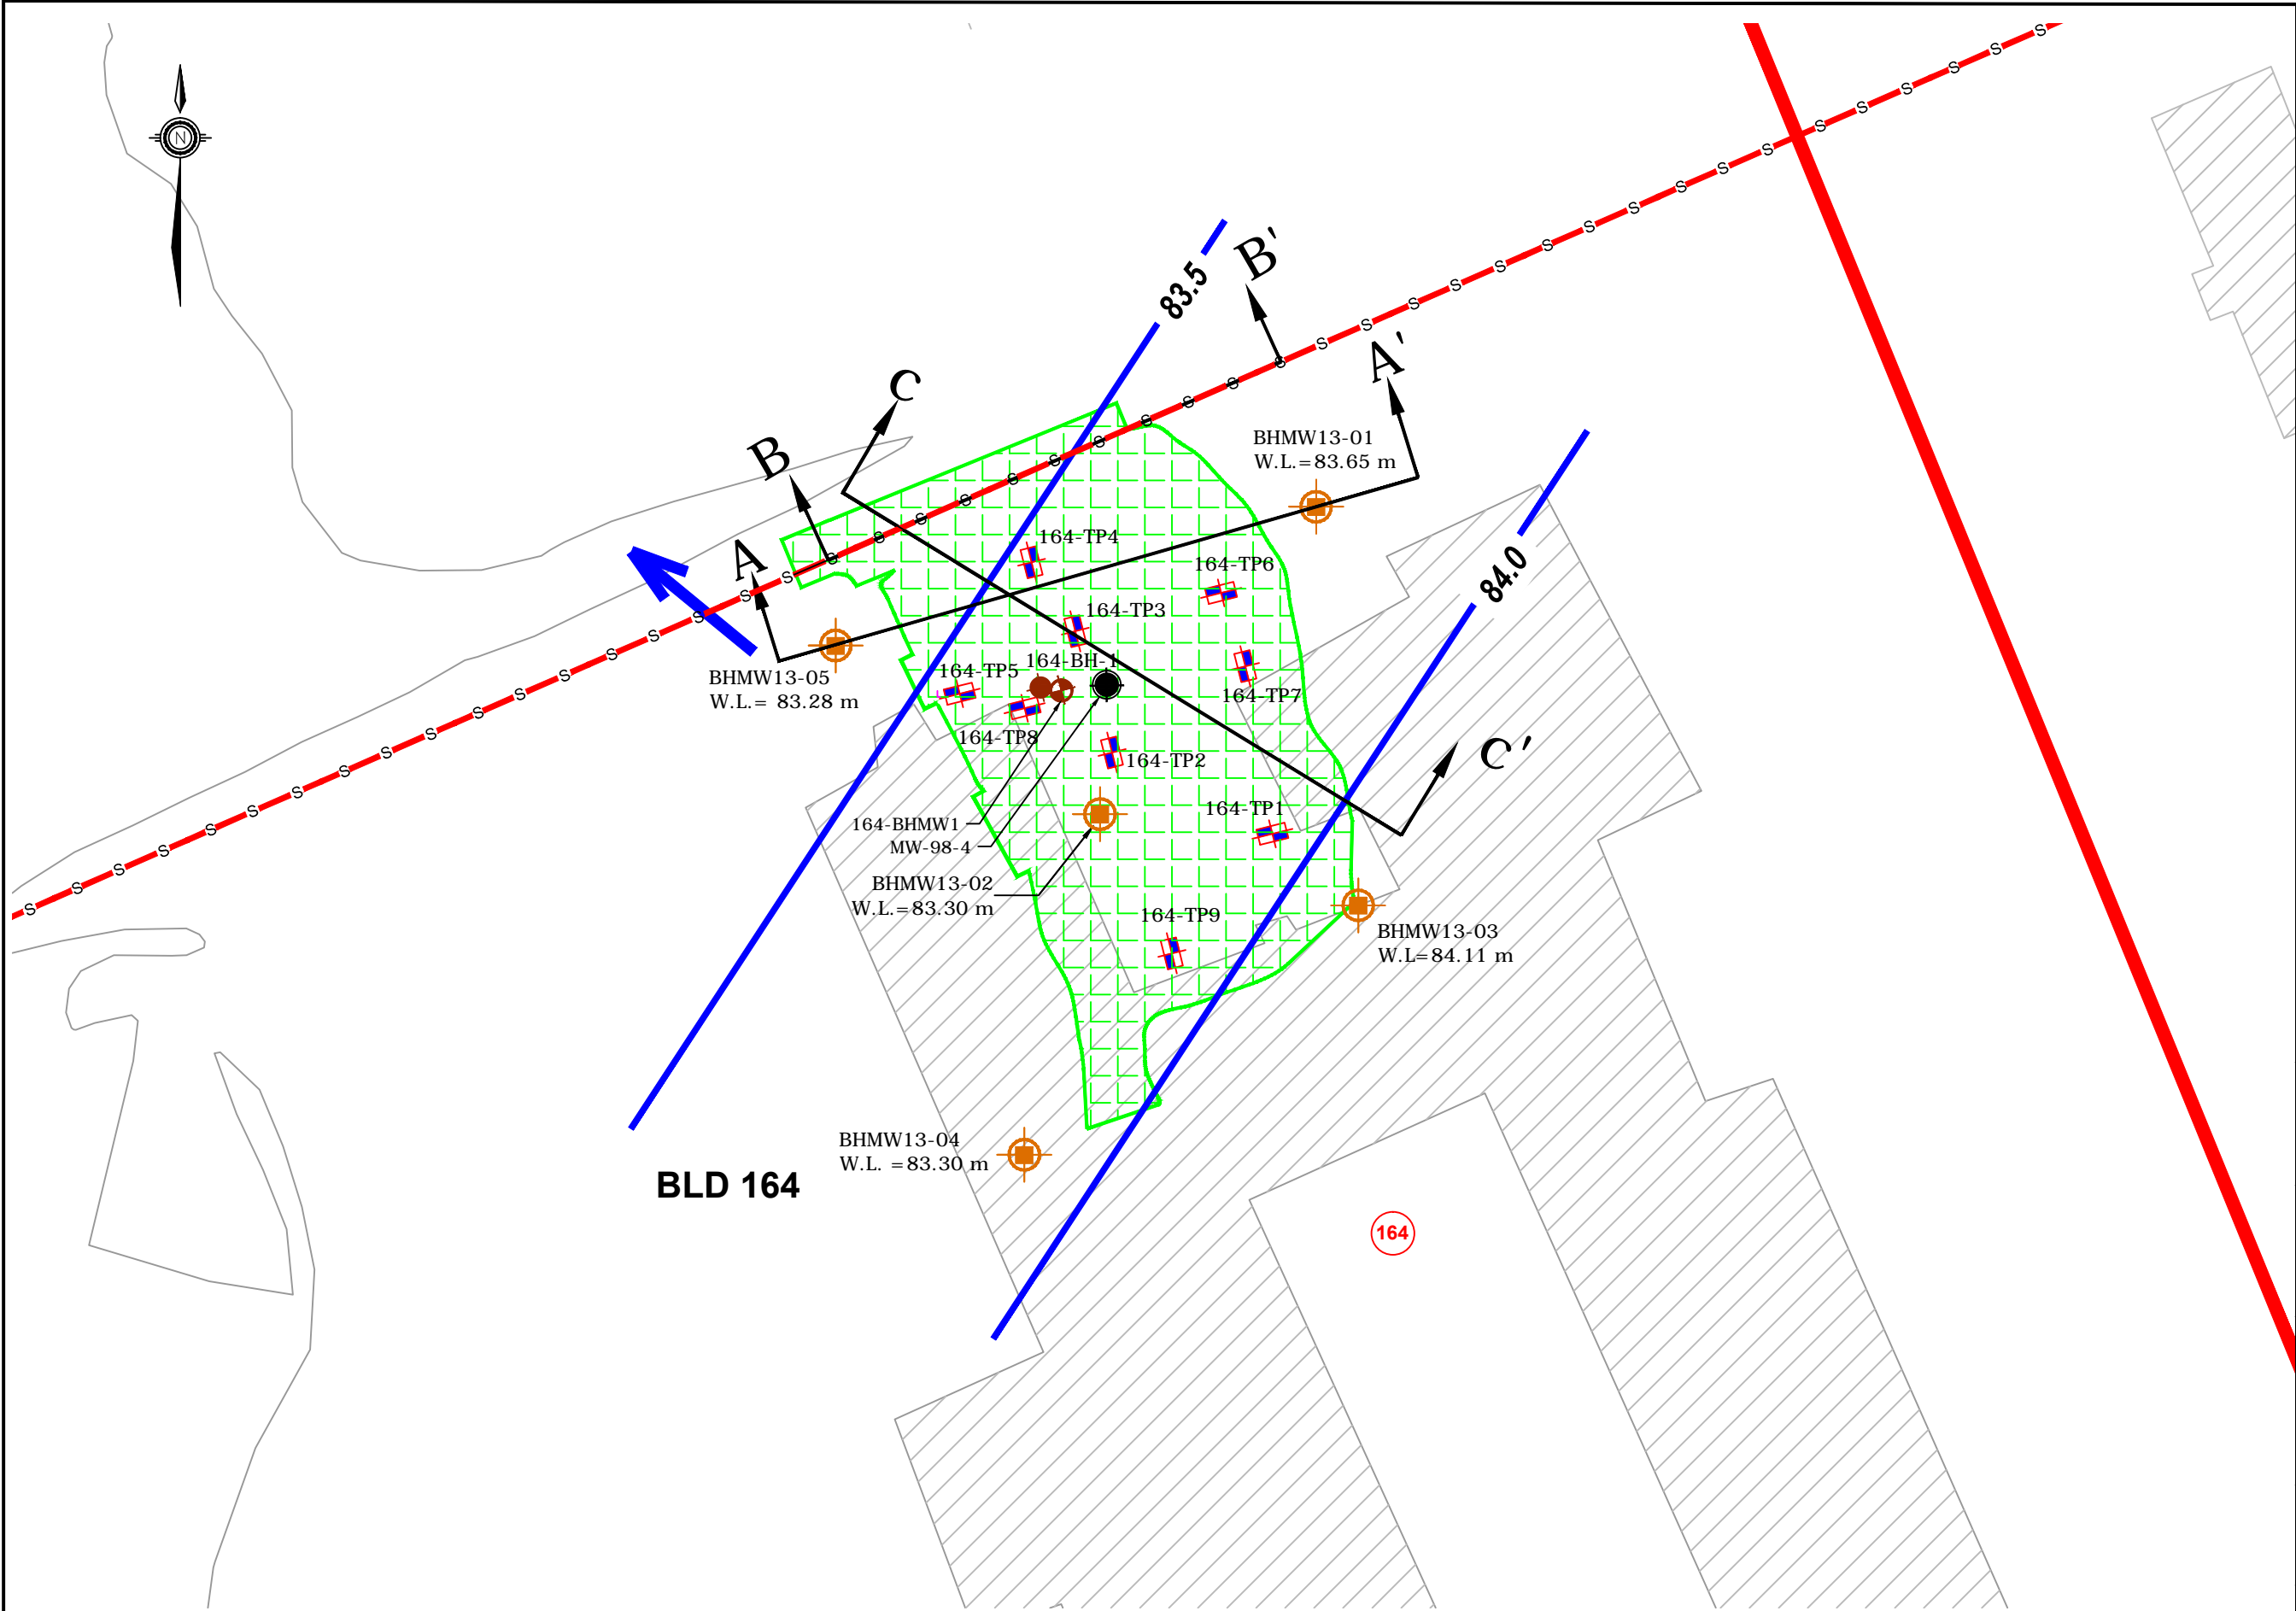 N
83.5
B'
A'
C
B
A
BHMW13-01
W.L.=83.65 m
164-TP4
164-TP6
84.0
164-TP3
164-BH-1
164-TP5
BHMW13-05
W.L.= 83.28 m
164-TP7
164-TP8
164-TP2
C'
164-TP1
164-BHMW1
MW-98-4
BHMW13-02
W.L.=83.30 m
164-TP9
BHMW13-03
W.L=84.11 m
BHMW13-04
W.L. =83.30 m
BLD 164
164
S S S S S S S S S S S S S S S S S S S S S S S S S S S S S S S S S S S S S S S S S S S S S S